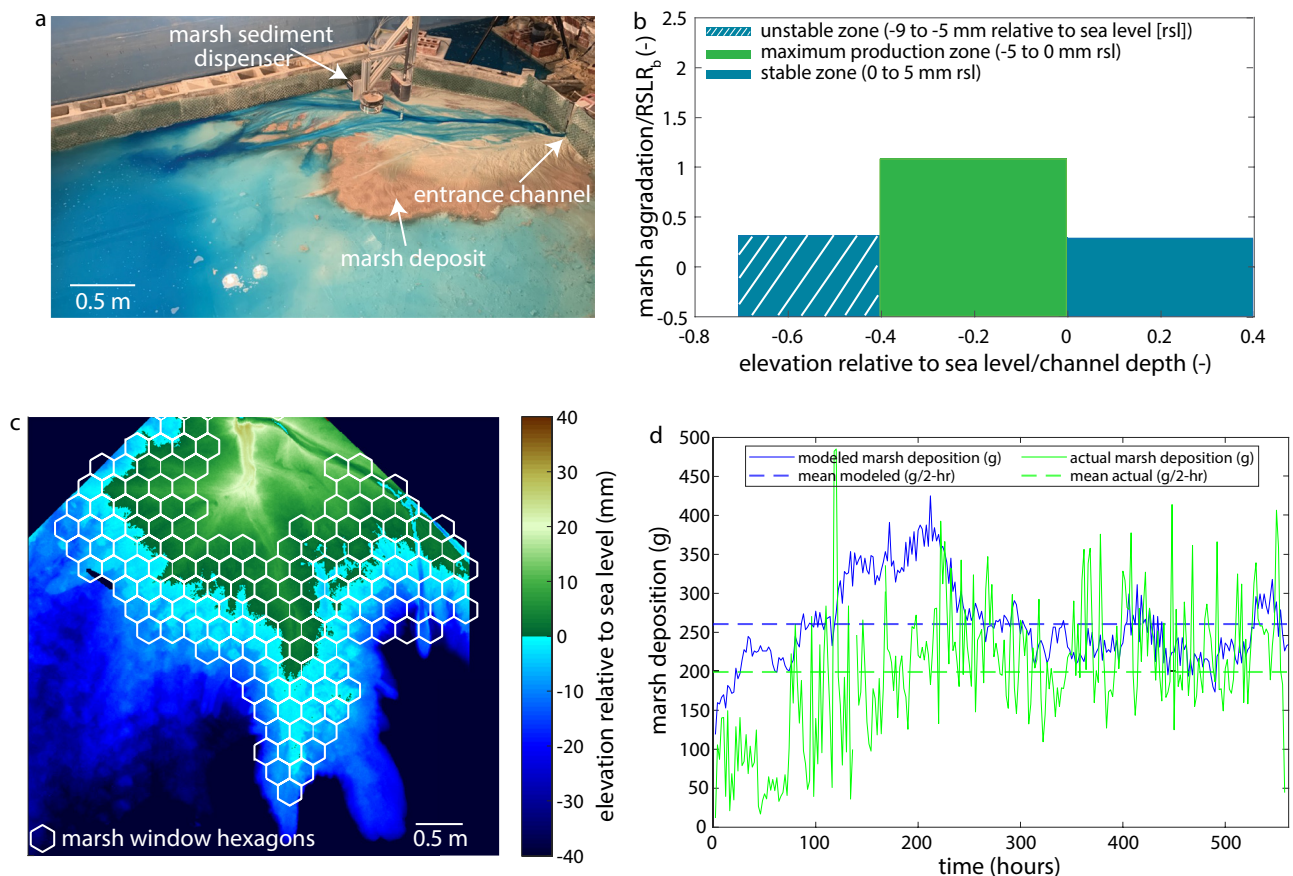 a
marsh sediment
dispenser
entrance channel
marsh deposit
0.5 m
b
unstable zone (-9 to -5 mm relative to sea level [rsl])
maximum production zone (-5 to 0 mm rsl)
stable zone (0 to 5 mm rsl)
marsh aggradation/RSLR_b (-)
2.5
2
1.5
1
0.5
0
-0.5
-0.8 -0.6 -0.4 -0.2 0 0.2 0.4
elevation relative to sea level/channel depth (-)
c
marsh window hexagons
0.5 m
40
30
20
10
0
-10
-20
-30
-40
elevation relative to sea level (mm)
d
modeled marsh deposition (g)
mean modeled (g/2-hr)
actual marsh deposition (g)
mean actual (g/2-hr)
marsh deposition (g)
500
450
400
350
300
250
200
150
100
50
0
0 100 200 300 400 500
time (hours)